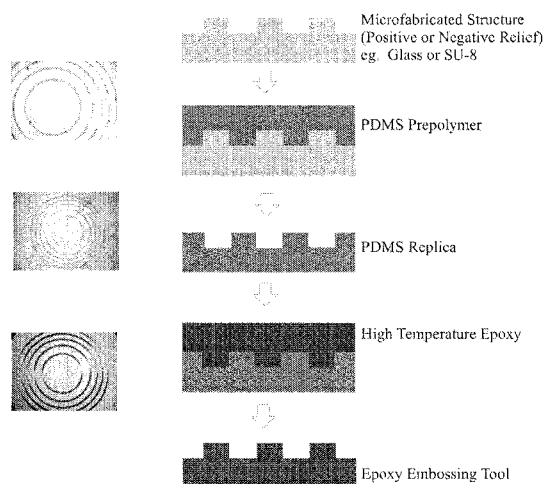 Microfabricated Structure
(Positive or Negative Relief)
eg. Glass or SU-8
PDMS Prepolymer
PDMS Replica
High Temperature Epoxy
Epoxy Embossing Tool